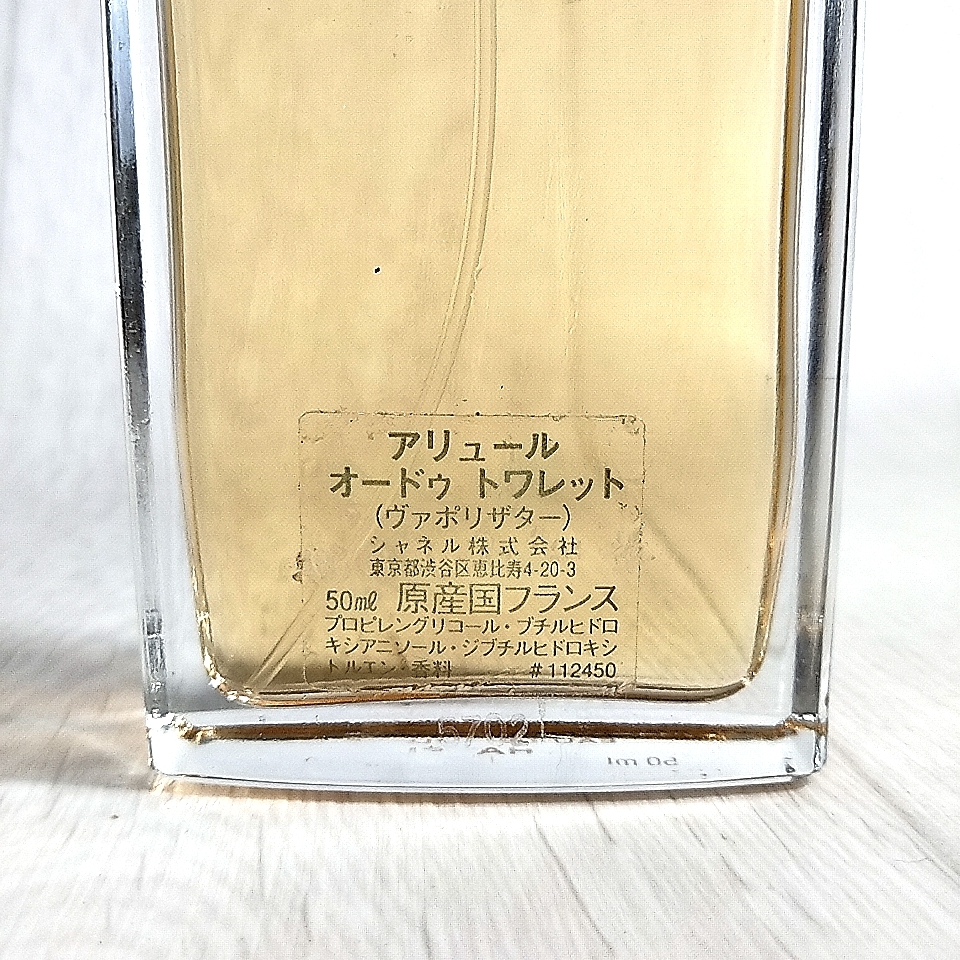 アリュール
オードゥ トワレット
(ヴァポリザター)
シャネル株式会社
東京都渋谷区恵比寿4-20-3
50ml 原産国フランス
プロピレングリコール・ブチルヒドロ
キシアニソール・ジブチルヒドロキシ
トルエン・香料 #112450
5702
50 ml